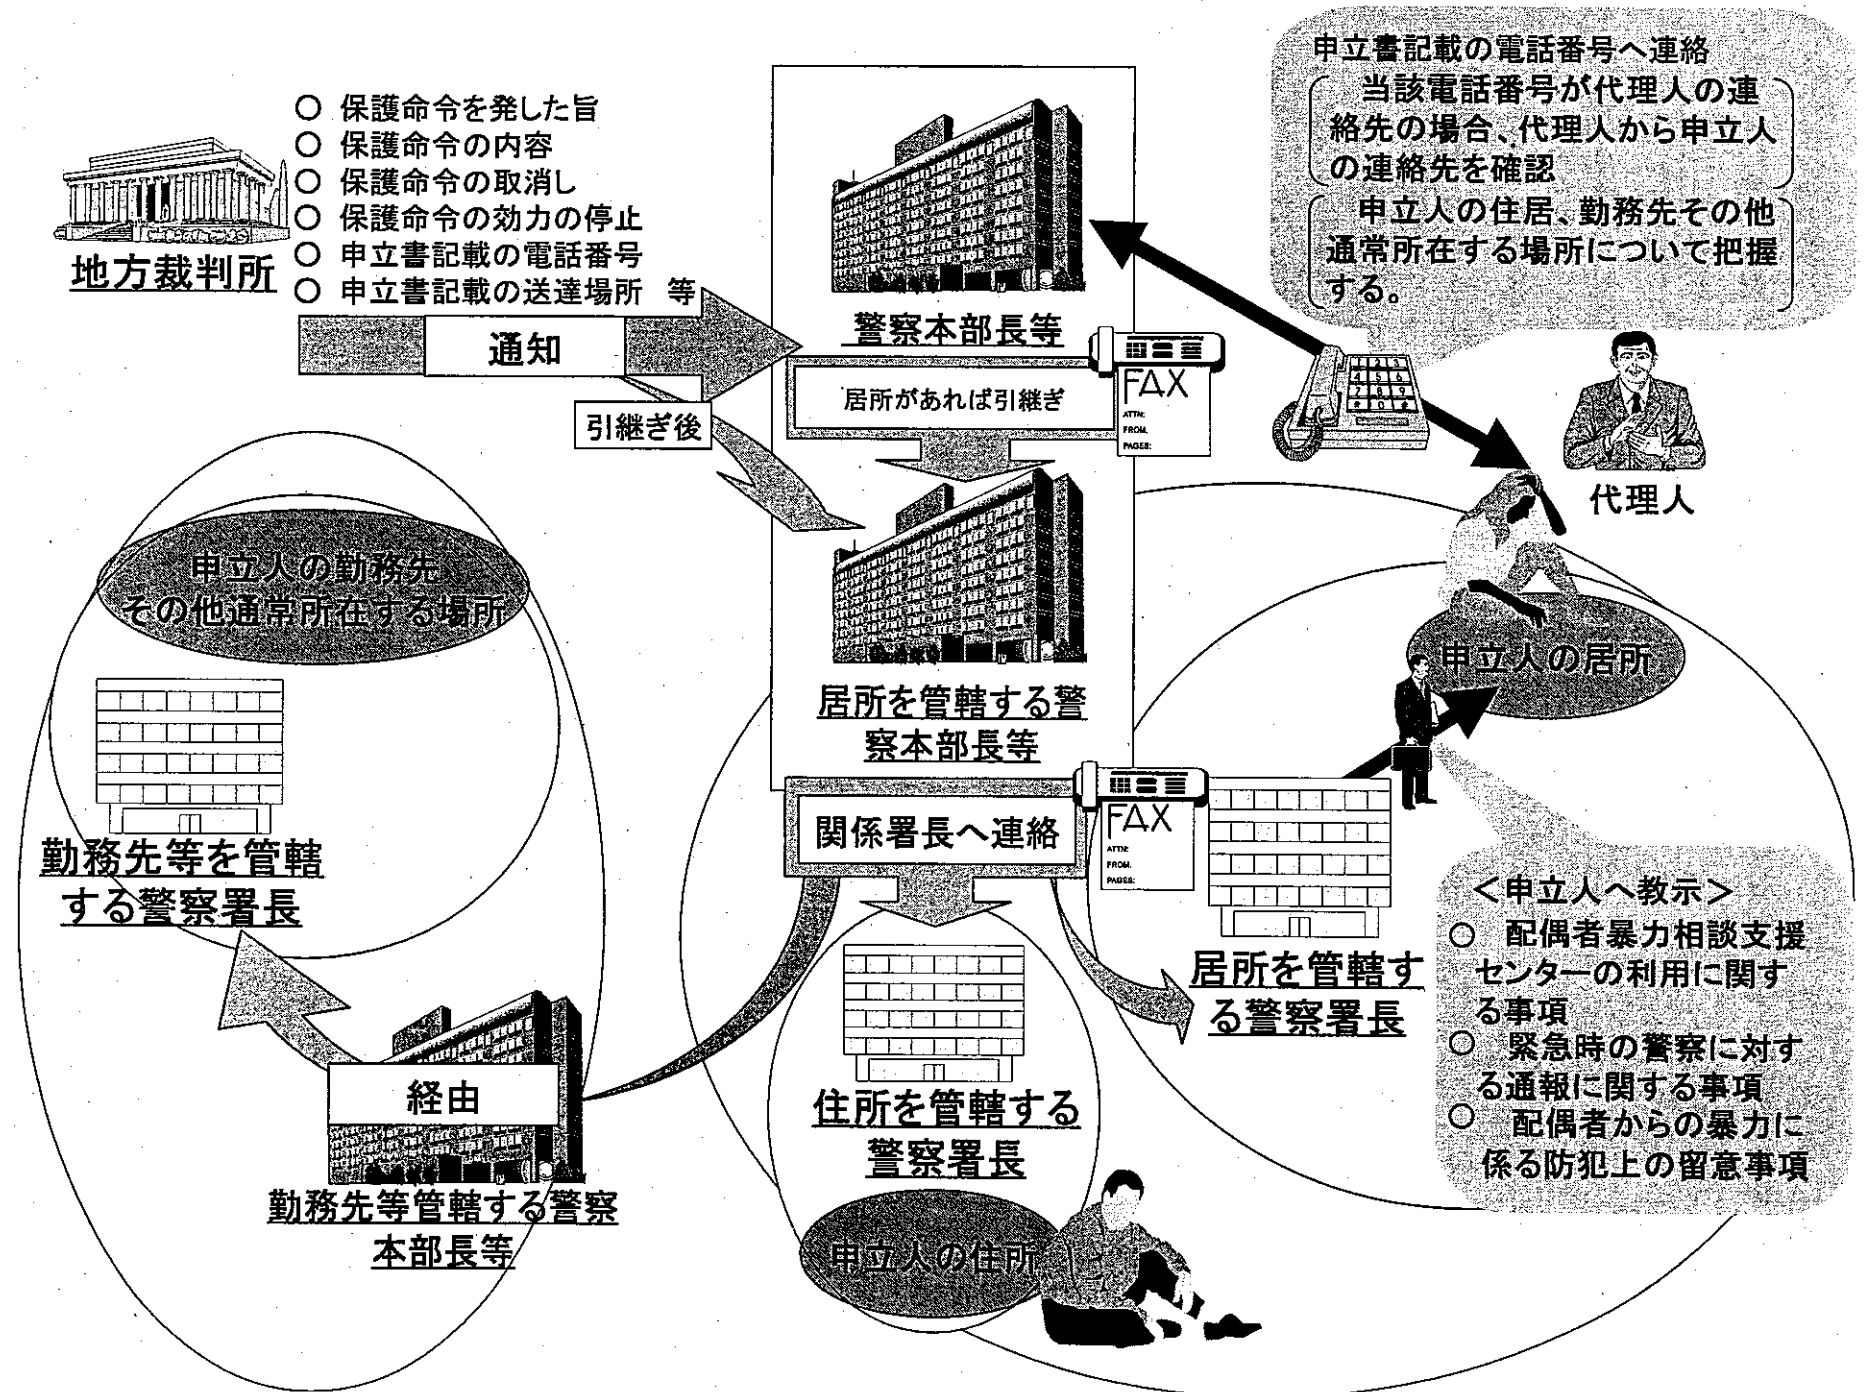 ○ 保護命令を発した旨
○ 保護命令の内容
○ 保護命令の取消し
○ 保護命令の効力の停止
○ 申立書記載の電話番号
○ 申立書記載の送達場所 等
地方裁判所
通知
引継ぎ後
警察本部長等
居所があれば引継ぎ
FAX
ATTN:
FROM:
PAGES:
申立書記載の電話番号へ連絡
当該電話番号が代理人の連
絡先の場合、代理人から申立人
の連絡先を確認
申立人の住居、勤務先その他
通常所在する場所について把握
する。
1 2 3
4 5 6
7 8 9
* 0 #
代理人
申立人の勤務先
その他通常所在する場所
勤務先等を管轄
する警察署長
居所を管轄する警
察本部長等
申立人の居所
関係署長へ連絡
FAX
ATTN:
FROM:
PAGES:
居所を管轄す
る警察署長
<申立人へ教示>
○ 配偶者暴力相談支援
センターの利用に関す
る事項
○ 緊急時の警察に対す
る通報に関する事項
○ 配偶者からの暴力に
係る防犯上の留意事項
経由
勤務先等管轄する警察
本部長等
住所を管轄する
警察署長
申立人の住所